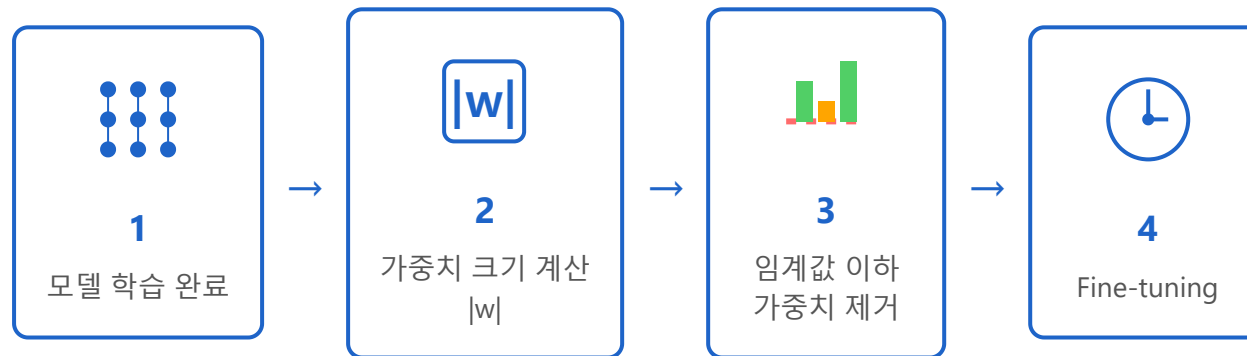 1
모델 학습 완료
→
|w|
2
가중치 크기 계산
|w|
→
3
임계값 이하
가중치 제거
→
4
Fine-tuning